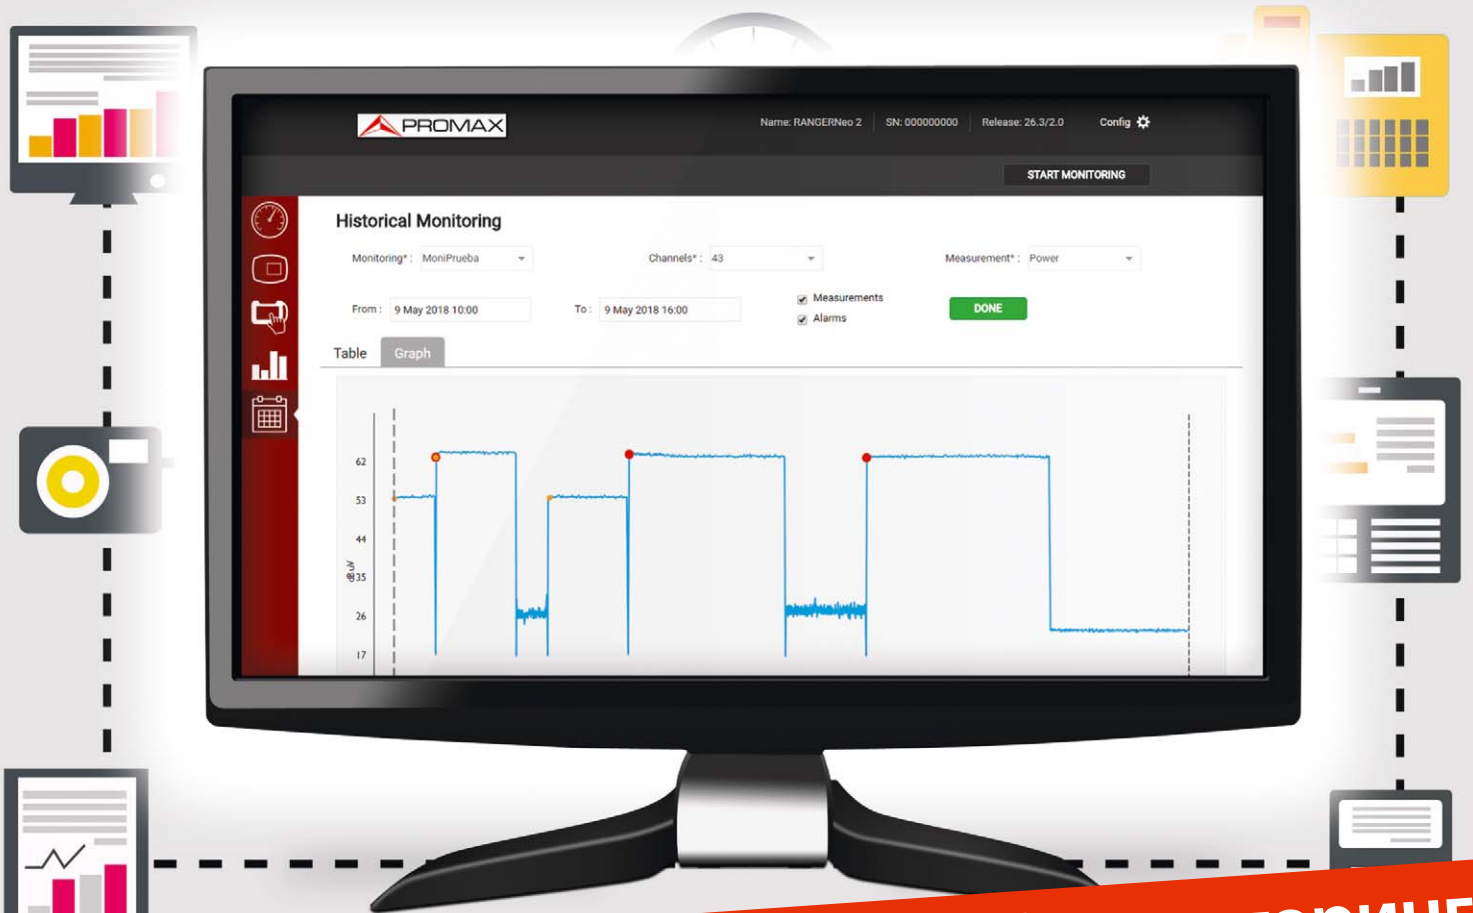 PROMAX
Name: RANGERNeo 2 SN: 000000000 Release: 26.3/2.0 Config
START MONITORING
Historical Monitoring
Monitoring* : MoniPrueba Channels* : 43 Measurement* : Power
From : 9 May 2018 10:00 To : 9 May 2018 16:00
Measurements
Alarms
DONE
Table Graph
62
53
44
35
26
17
dBuV